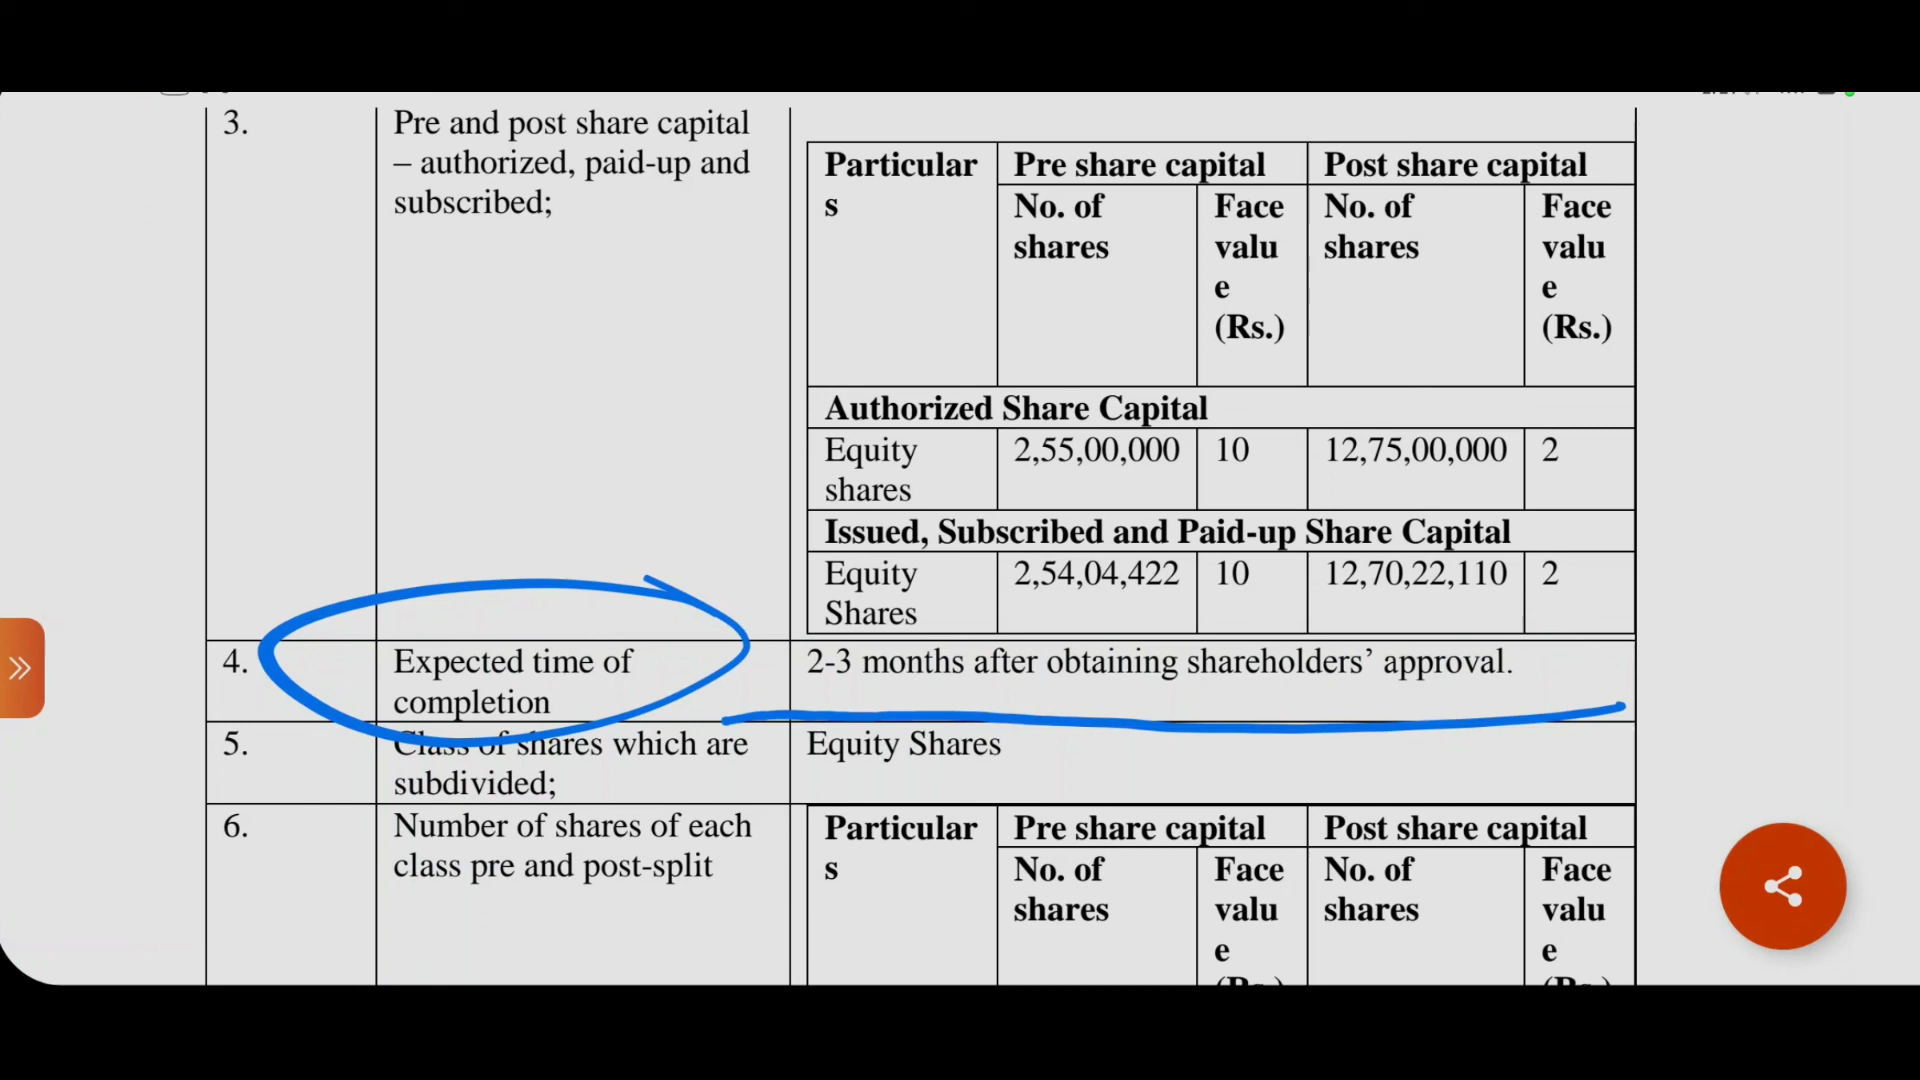 3.
Pre and post share capital
– authorized, paid-up and
subscribed;
Particular
s
Pre share capital
Post share capital
No. of
shares
Face
valu
e
(Rs.)
No. of
shares
Face
valu
e
(Rs.)
Authorized Share Capital
Equity
shares
2,55,00,000
10
12,75,00,000
2
Issued, Subscribed and Paid-up Share Capital
Equity
Shares
2,54,04,422
10
12,70,22,110
2
4.
Expected time of
completion
2-3 months after obtaining shareholders’ approval.
5.
Class of shares which are
subdivided;
Equity Shares
6.
Number of shares of each
class pre and post-split
Particular
s
Pre share capital
Post share capital
No. of
shares
Face
valu
e
No. of
shares
Face
valu
e